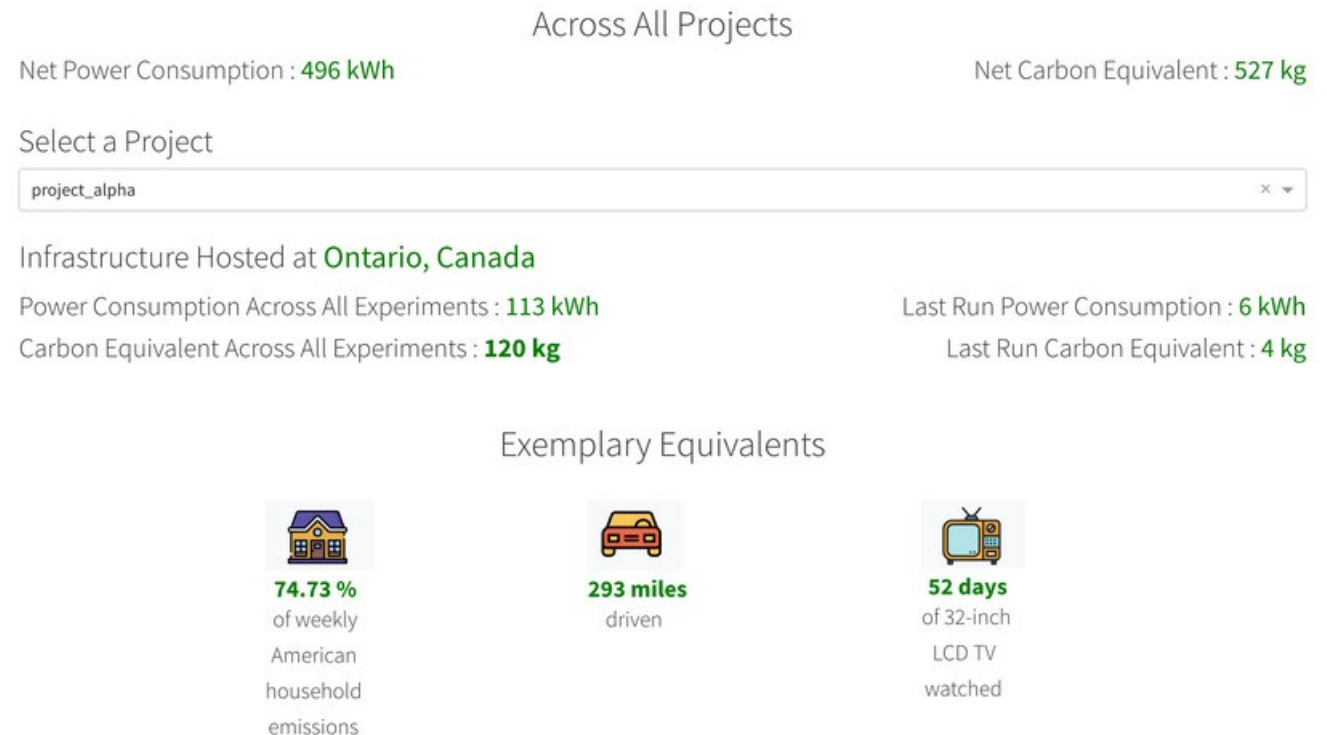 Across All Projects
Net Power Consumption : 496 kWh
Net Carbon Equivalent : 527 kg
Select a Project
project_alpha
Infrastructure Hosted at Ontario, Canada
Power Consumption Across All Experiments : 113 kWh
Last Run Power Consumption : 6 kWh
Carbon Equivalent Across All Experiments : 120 kg
Last Run Carbon Equivalent : 4 kg
Exemplary Equivalents
74.73 %
of weekly
American
household
emissions
293 miles
driven
52 days
of 32-inch
LCD TV
watched